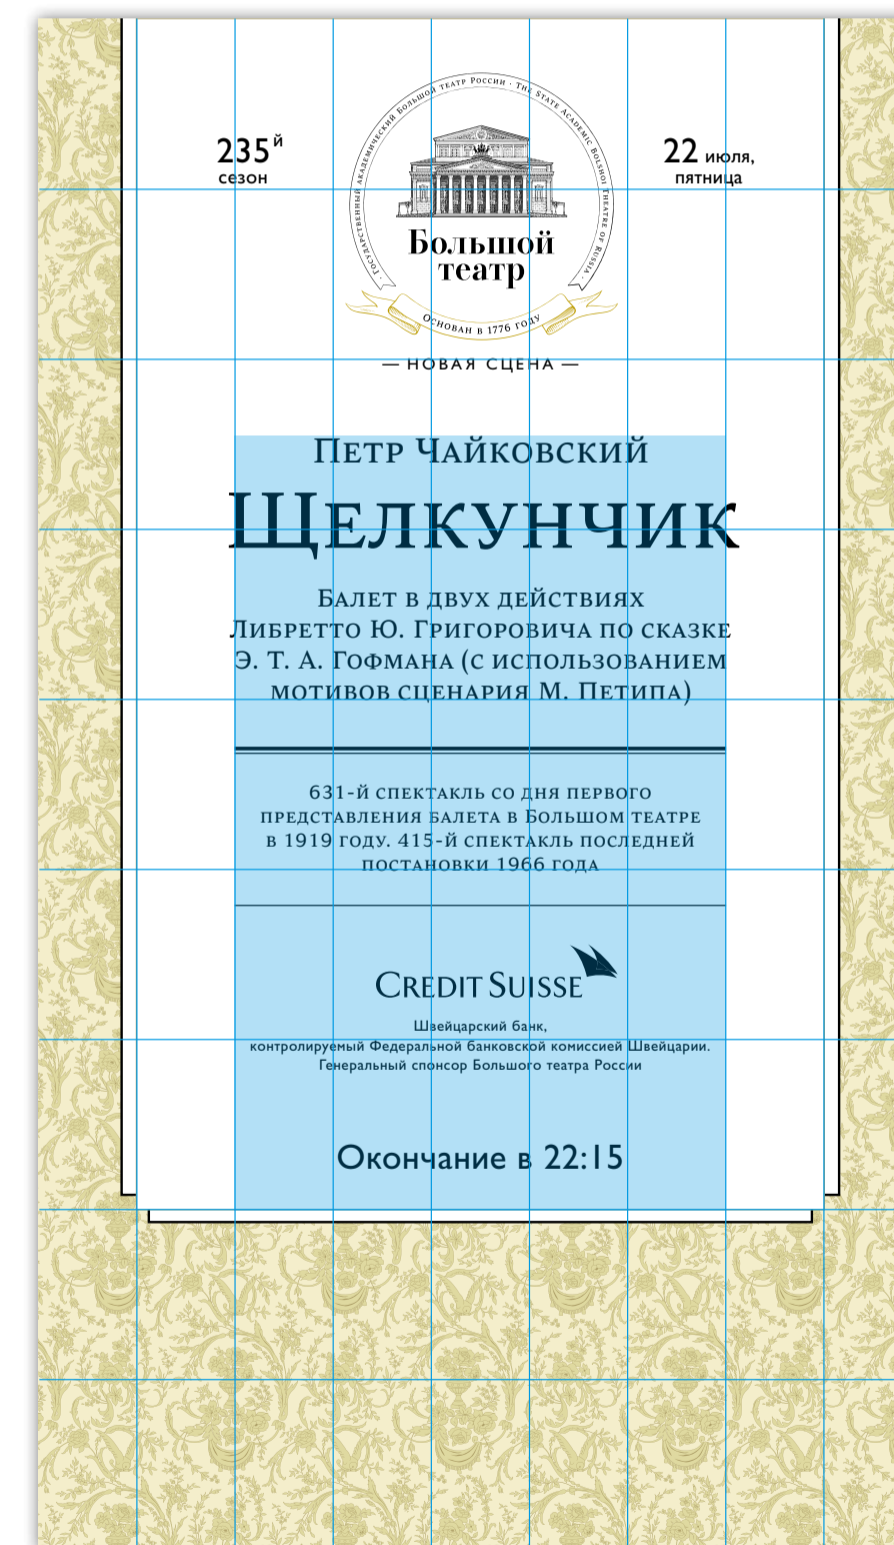 Государственный академический Большой театр России · The State Academic Bolshoi Theatre of Russia ·
235й
сезон
22 июля,
пятница
Большой
театр
Основан в 1776 году
— НОВАЯ СЦЕНА —
Петр Чайковский
Щелкунчик
Балет в двух действиях
Либретто Ю. Григоровича по сказке
Э. Т. А. Гофмана (с использованием
мотивов сценария М. Петипа)
631-й спектакль со дня первого
представления балета в Большом театре
в 1919 году. 415-й спектакль последней
постановки 1966 года
Credit Suisse
Швейцарский банк,
контролируемый Федеральной банковской комиссией Швейцарии.
Генеральный спонсор Большого театра России
Окончание в 22:15